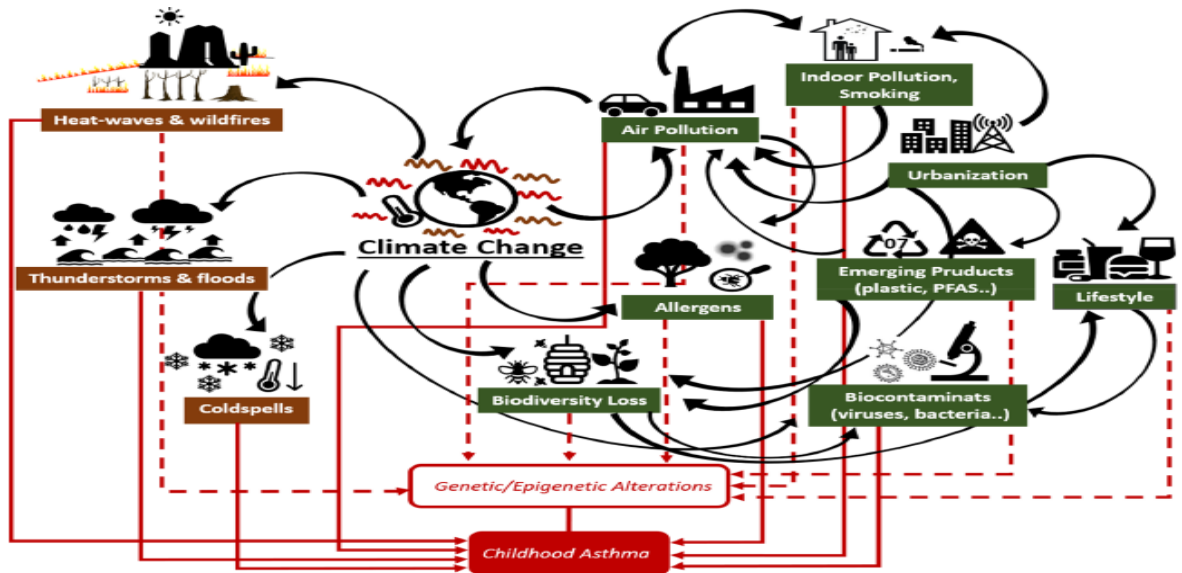 Indoor Pollution,
Smoking
Heat-waves & wildfires
Air Pollution
Urbanization
Climate Change
Thunderstorms & floods
07
Emerging Pruducts
(plastic, PFAS..)
Lifestyle
Allergens
Coldspells
Biodiversity Loss
Biocontaminats
(viruses, bacteria..)
Genetic/Epigenetic Alterations
Childhood Asthma